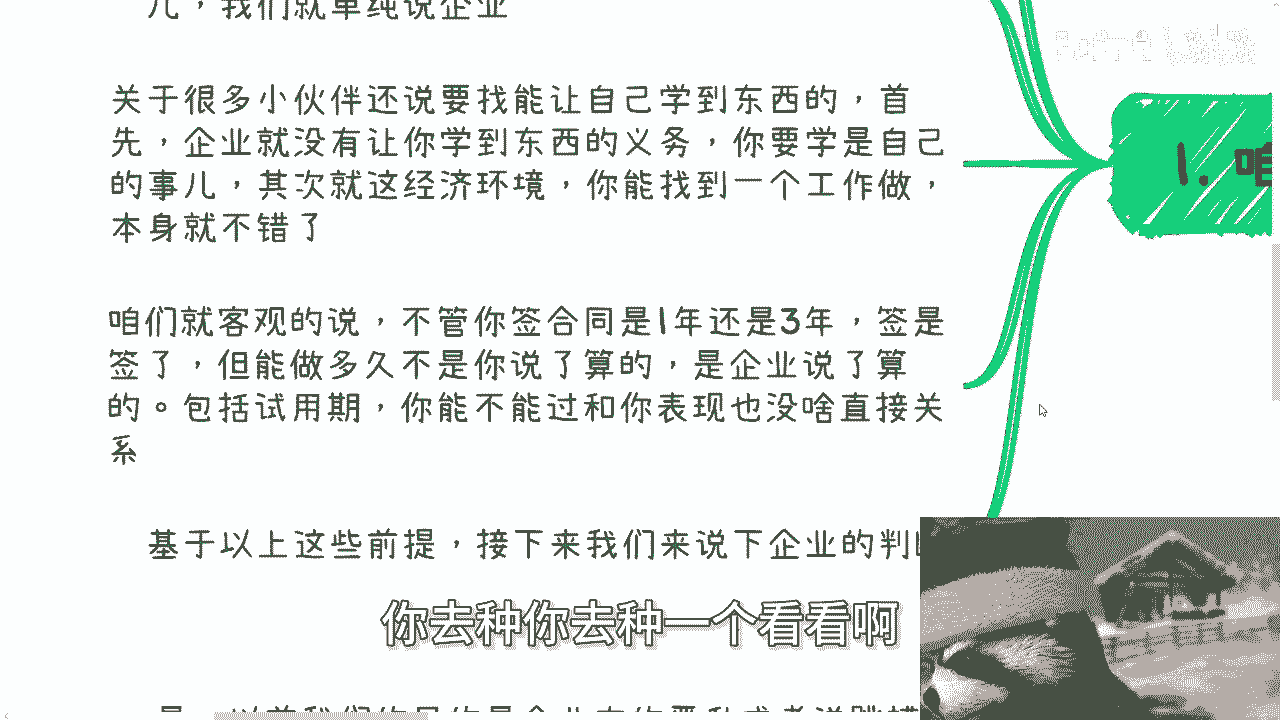 儿，我们就单纯说企业
关于很多小伙伴还说要找能让自己学到东西的，首
先，企业就没有让你学到东西的义务，你要学是自己
的事儿，其次就这经济环境，你能找到一个工作做，
本身就不错了
1. 咱
咱们就客观的说，不管你签合同是1年还是3年，签是
签了，但能做多久不是你说了算的，是企业说了算
的。包括试用期，你能不能过和你表现也没啥直接关
系
基于以上这些前提，接下来我们来说下企业的判
你去种你去种一个看看啊